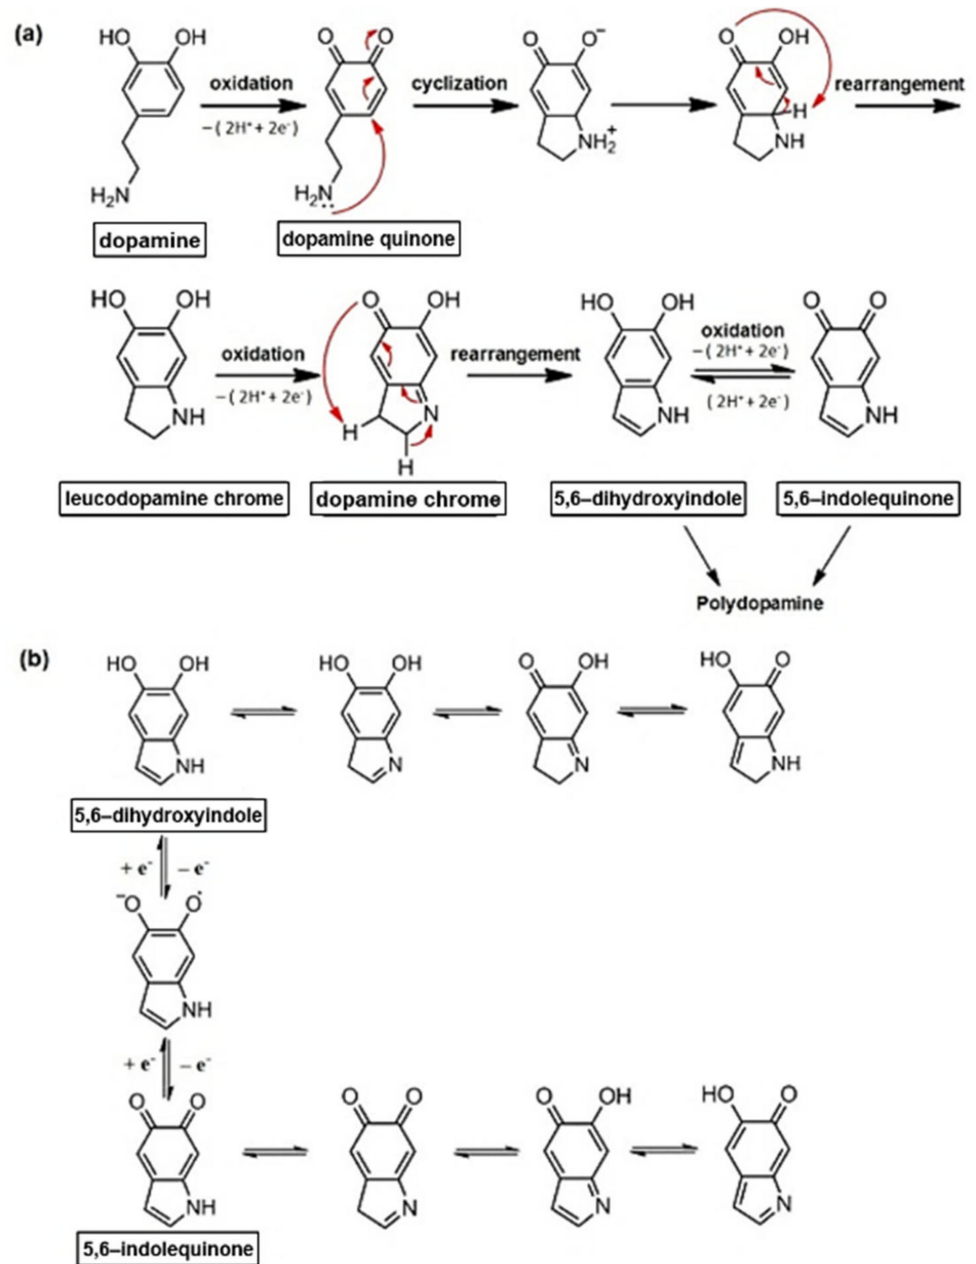 (a)
HO OH
oxidation
−( 2H⁺+ 2e⁻)
H₂N
dopamine
O O
H₂N
dopamine quinone
cyclization
O O⁻
NH₂⁺
O OH
H
NH
rearrangement
HO OH
NH
leucodopamine chrome
oxidation
−( 2H⁺+ 2e⁻)
O OH
N
H
H
dopamine chrome
rearrangement
HO OH
NH
5,6–dihydroxyindole
oxidation
−( 2H⁺+ 2e⁻)
( 2H⁺+ 2e⁻)
O O
NH
5,6–indolequinone
Polydopamine
(b)
HO OH
NH
5,6–dihydroxyindole
HO OH
N
O OH
N
HO O
NH
+ e⁻ − e⁻
⁻O O·
NH
+ e⁻ − e⁻
O O
NH
5,6–indolequinone
O O
N
O OH
N
HO O
N